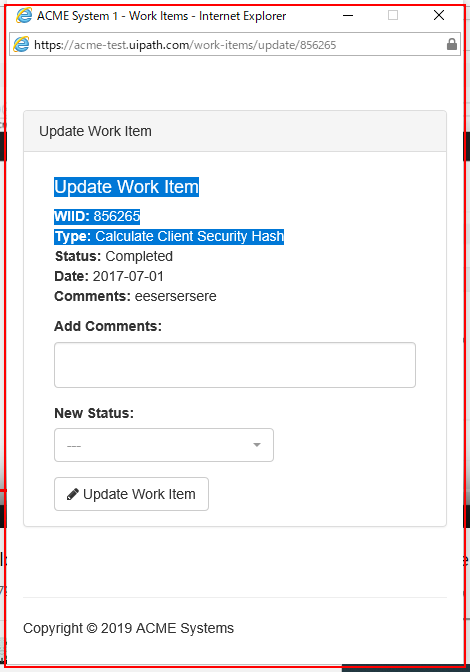 ACME System 1 - Work Items - Internet Explorer
https://acme-test.uipath.com/work-items/update/856265
Update Work Item
Update Work Item
WIID: 856265
Type: Calculate Client Security Hash
Status: Completed
Date: 2017-07-01
Comments: eesersersere
Add Comments:
New Status:
---
Update Work Item
Copyright © 2019 ACME Systems